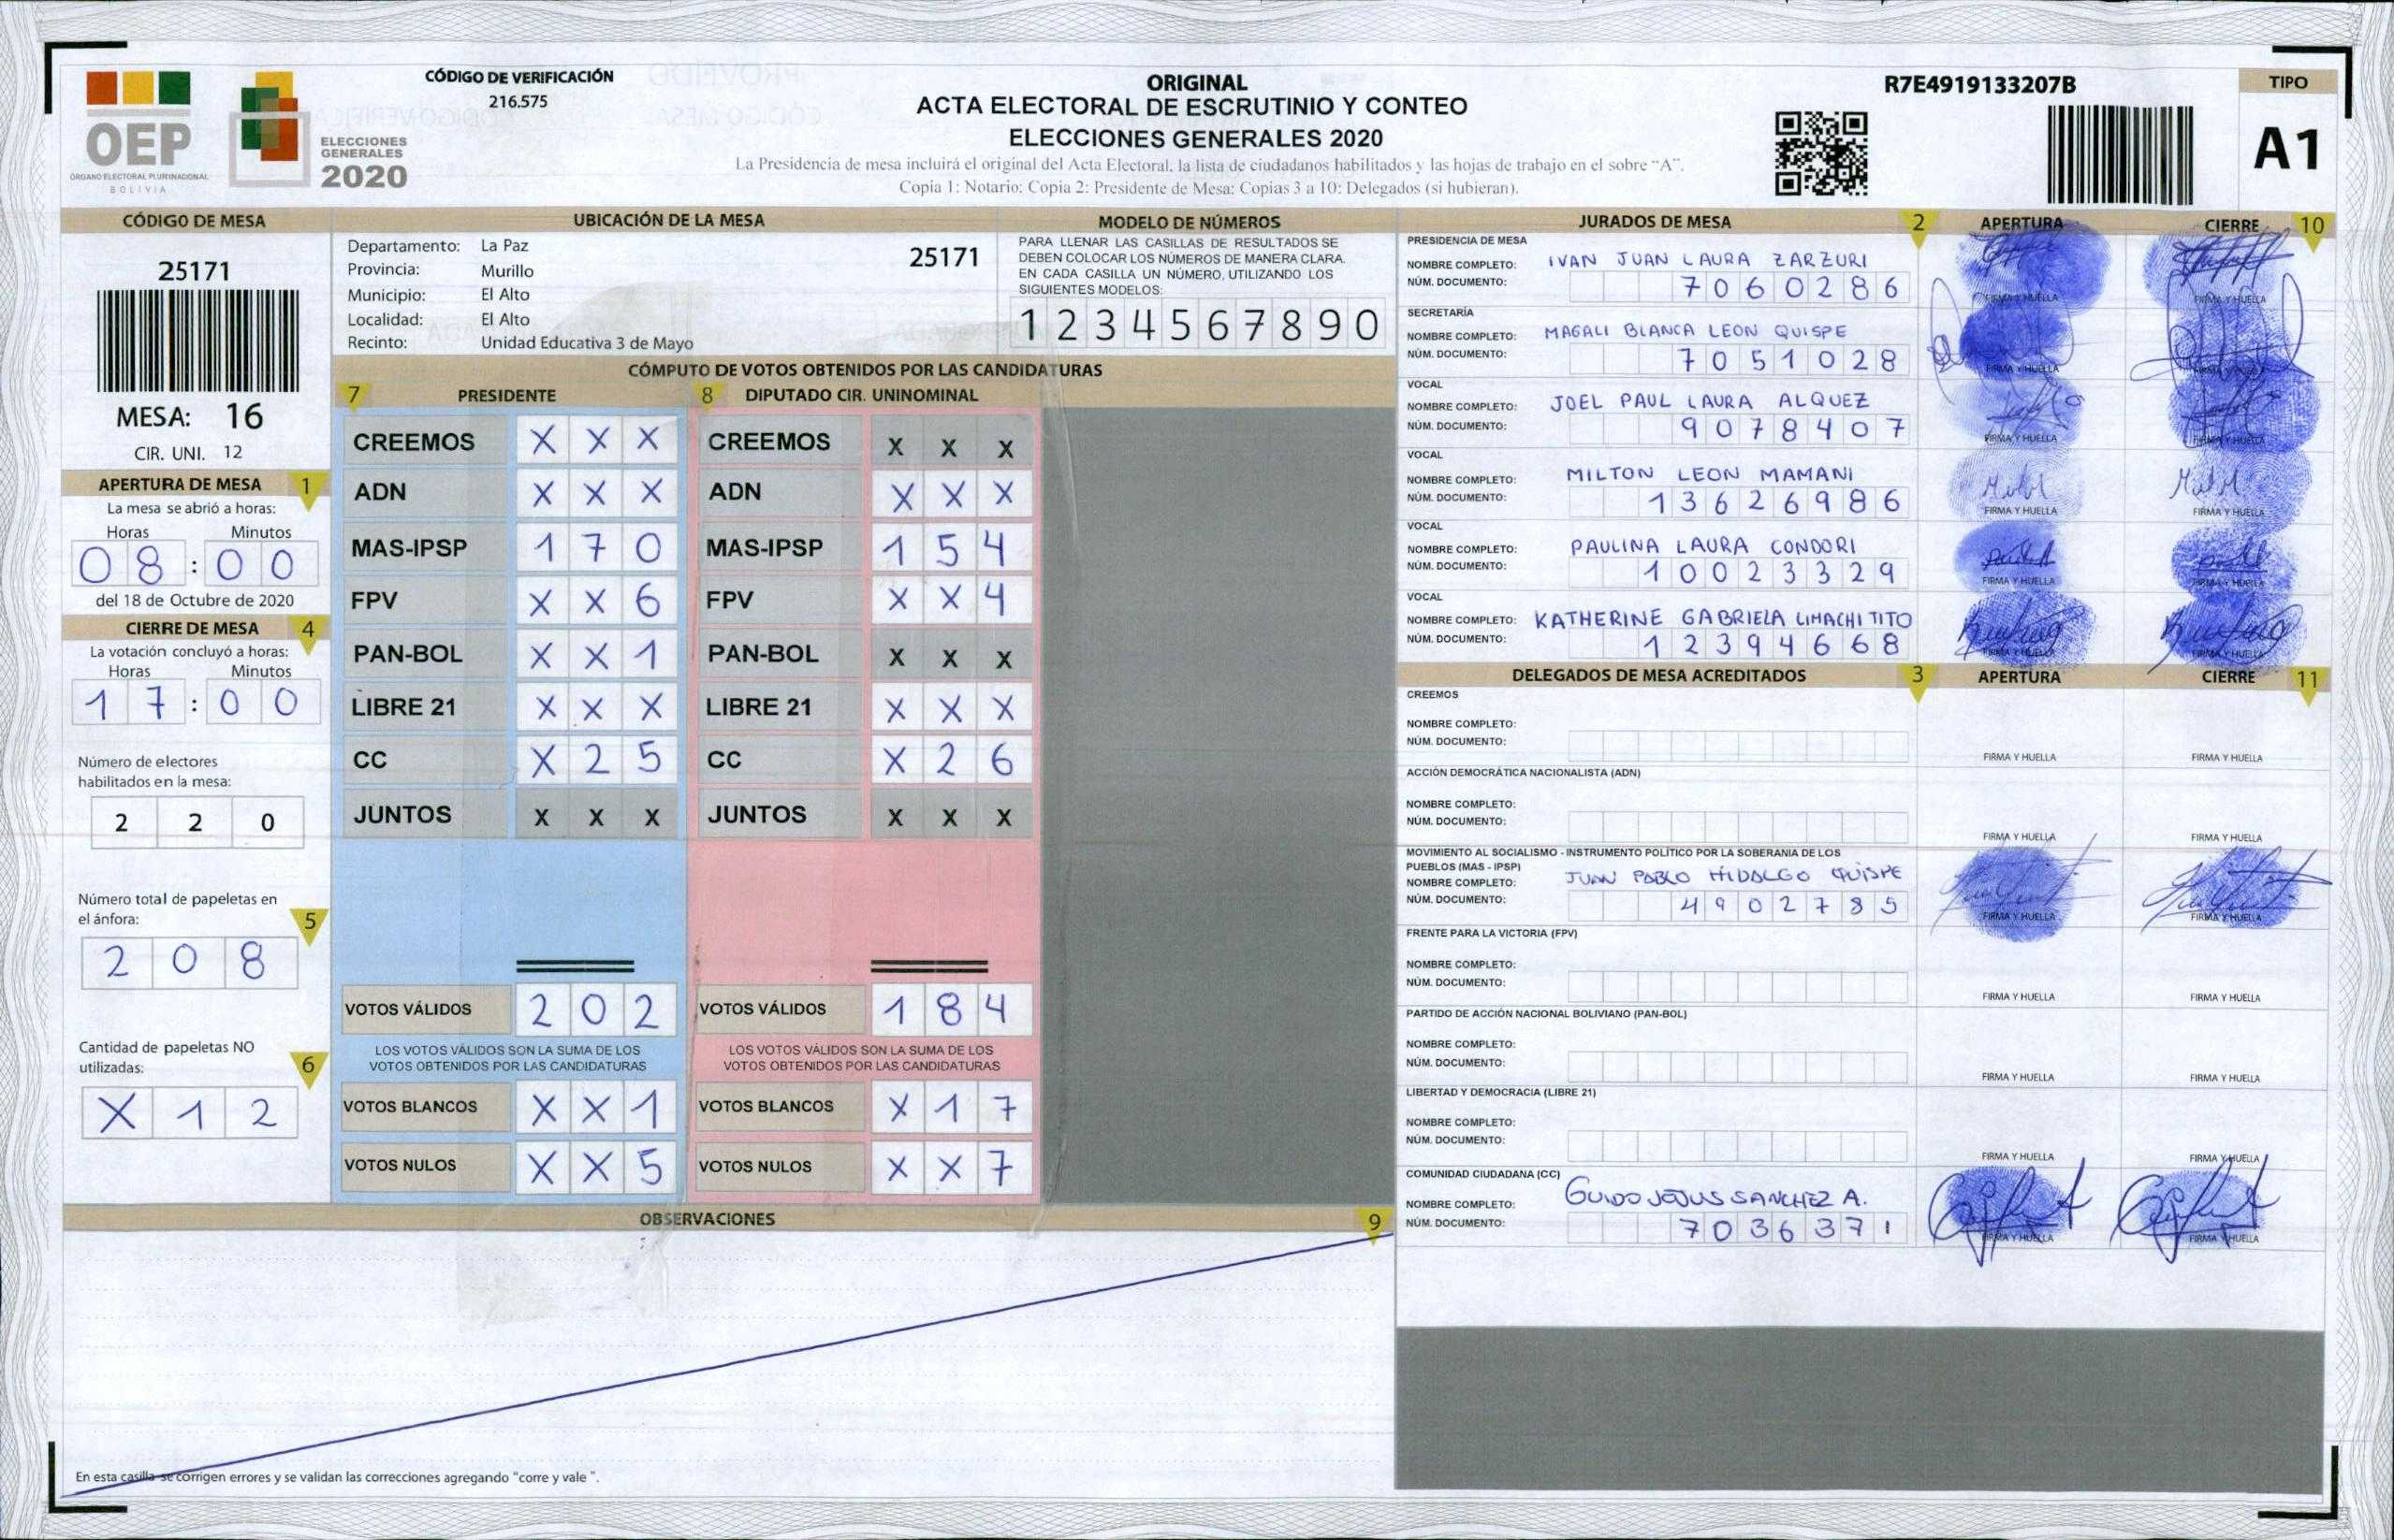 OEP
ÓRGANO ELECTORAL PLURINACIONAL
BOLIVIA
ELECCIONES
GENERALES
2020
CÓDIGO DE VERIFICACIÓN
216.575
ORIGINAL
ACTA ELECTORAL DE ESCRUTINIO Y CONTEO
ELECCIONES GENERALES 2020
La Presidencia de mesa incluirá el original del Acta Electoral, la lista de ciudadanos habilitados y las hojas de trabajo en el sobre "A".
Copia 1: Notario; Copia 2: Presidente de Mesa; Copias 3 a 10: Delegados (si hubieran).
R7E4919133207B
TIPO
A1
CÓDIGO DE MESA
25171
MESA: 16
CIR. UNI. 12
APERTURA DE MESA 1
La mesa se abrió a horas:
Horas Minutos
08:00
del 18 de Octubre de 2020
CIERRE DE MESA 4
La votación concluyó a horas:
Horas Minutos
17:00
Número de electores
habilitados en la mesa:
2 2 0
Número total de papeletas en
el ánfora: 5
2 0 8
Cantidad de papeletas NO
utilizadas: 6
X 1 2
UBICACIÓN DE LA MESA
Departamento: La Paz 25171
Provincia: Murillo
Municipio: El Alto
Localidad: El Alto
Recinto: Unidad Educativa 3 de Mayo
MODELO DE NÚMEROS
PARA LLENAR LAS CASILLAS DE RESULTADOS SE
DEBEN COLOCAR LOS NÚMEROS DE MANERA CLARA.
EN CADA CASILLA UN NÚMERO, UTILIZANDO LOS
SIGUIENTES MODELOS:
1 2 3 4 5 6 7 8 9 0
CÓMPUTO DE VOTOS OBTENIDOS POR LAS CANDIDATURAS
7 PRESIDENTE 8 DIPUTADO CIR. UNINOMINAL
CREEMOS X X X CREEMOS X X X
ADN X X X ADN X X X
MAS-IPSP 1 7 0 MAS-IPSP 1 5 4
FPV X X 6 FPV X X 4
PAN-BOL X X 1 PAN-BOL X X X
LIBRE 21 X X X LIBRE 21 X X X
CC X 2 5 CC X 2 6
JUNTOS X X X JUNTOS X X X
VOTOS VÁLIDOS 2 0 2 VOTOS VÁLIDOS 1 8 4
LOS VOTOS VÁLIDOS SON LA SUMA DE LOS LOS VOTOS VÁLIDOS SON LA SUMA DE LOS
VOTOS OBTENIDOS POR LAS CANDIDATURAS VOTOS OBTENIDOS POR LAS CANDIDATURAS
VOTOS BLANCOS X X 1 VOTOS BLANCOS X 1 7
VOTOS NULOS X X 5 VOTOS NULOS X X 7
OBSERVACIONES 9
En esta casilla se corrigen errores y se validan las correcciones agregando "corre y vale ".
JURADOS DE MESA 2 APERTURA CIERRE 10
PRESIDENCIA DE MESA
NOMBRE COMPLETO: IVAN JUAN LAURA ZARZURI
NÚM. DOCUMENTO: 7060286
FIRMA Y HUELLA FIRMA Y HUELLA
SECRETARÍA
NOMBRE COMPLETO: MAGALI BLANCA LEON QUISPE
NÚM. DOCUMENTO: 7051028
FIRMA Y HUELLA FIRMA Y HUELLA
VOCAL
NOMBRE COMPLETO: JOEL PAUL LAURA ALQUEZ
NÚM. DOCUMENTO: 9078407
FIRMA Y HUELLA FIRMA Y HUELLA
VOCAL
NOMBRE COMPLETO: MILTON LEON MAMANI
NÚM. DOCUMENTO: 13626986
FIRMA Y HUELLA FIRMA Y HUELLA
VOCAL
NOMBRE COMPLETO: PAULINA LAURA CONDORI
NÚM. DOCUMENTO: 10023329
FIRMA Y HUELLA FIRMA Y HUELLA
VOCAL
NOMBRE COMPLETO: KATHERINE GABRIELA LIMACHI TITO
NÚM. DOCUMENTO: 12394668
FIRMA Y HUELLA FIRMA Y HUELLA
DELEGADOS DE MESA ACREDITADOS 3 APERTURA CIERRE 11
CREEMOS
NOMBRE COMPLETO:
NÚM. DOCUMENTO:
FIRMA Y HUELLA FIRMA Y HUELLA
ACCIÓN DEMOCRÁTICA NACIONALISTA (ADN)
NOMBRE COMPLETO:
NÚM. DOCUMENTO:
FIRMA Y HUELLA FIRMA Y HUELLA
MOVIMIENTO AL SOCIALISMO - INSTRUMENTO POLÍTICO POR LA SOBERANIA DE LOS
PUEBLOS (MAS - IPSP)
NOMBRE COMPLETO: JUAN PABLO HIDALGO QUISPE
NÚM. DOCUMENTO: 4902785
FIRMA Y HUELLA FIRMA Y HUELLA
FRENTE PARA LA VICTORIA (FPV)
NOMBRE COMPLETO:
NÚM. DOCUMENTO:
FIRMA Y HUELLA FIRMA Y HUELLA
PARTIDO DE ACCIÓN NACIONAL BOLIVIANO (PAN-BOL)
NOMBRE COMPLETO:
NÚM. DOCUMENTO:
FIRMA Y HUELLA FIRMA Y HUELLA
LIBERTAD Y DEMOCRACIA (LIBRE 21)
NOMBRE COMPLETO:
NÚM. DOCUMENTO:
FIRMA Y HUELLA FIRMA Y HUELLA
COMUNIDAD CIUDADANA (CC)
NOMBRE COMPLETO: GUIDO JESUS SANCHEZ A.
NÚM. DOCUMENTO: 7036371
FIRMA Y HUELLA FIRMA Y HUELLA